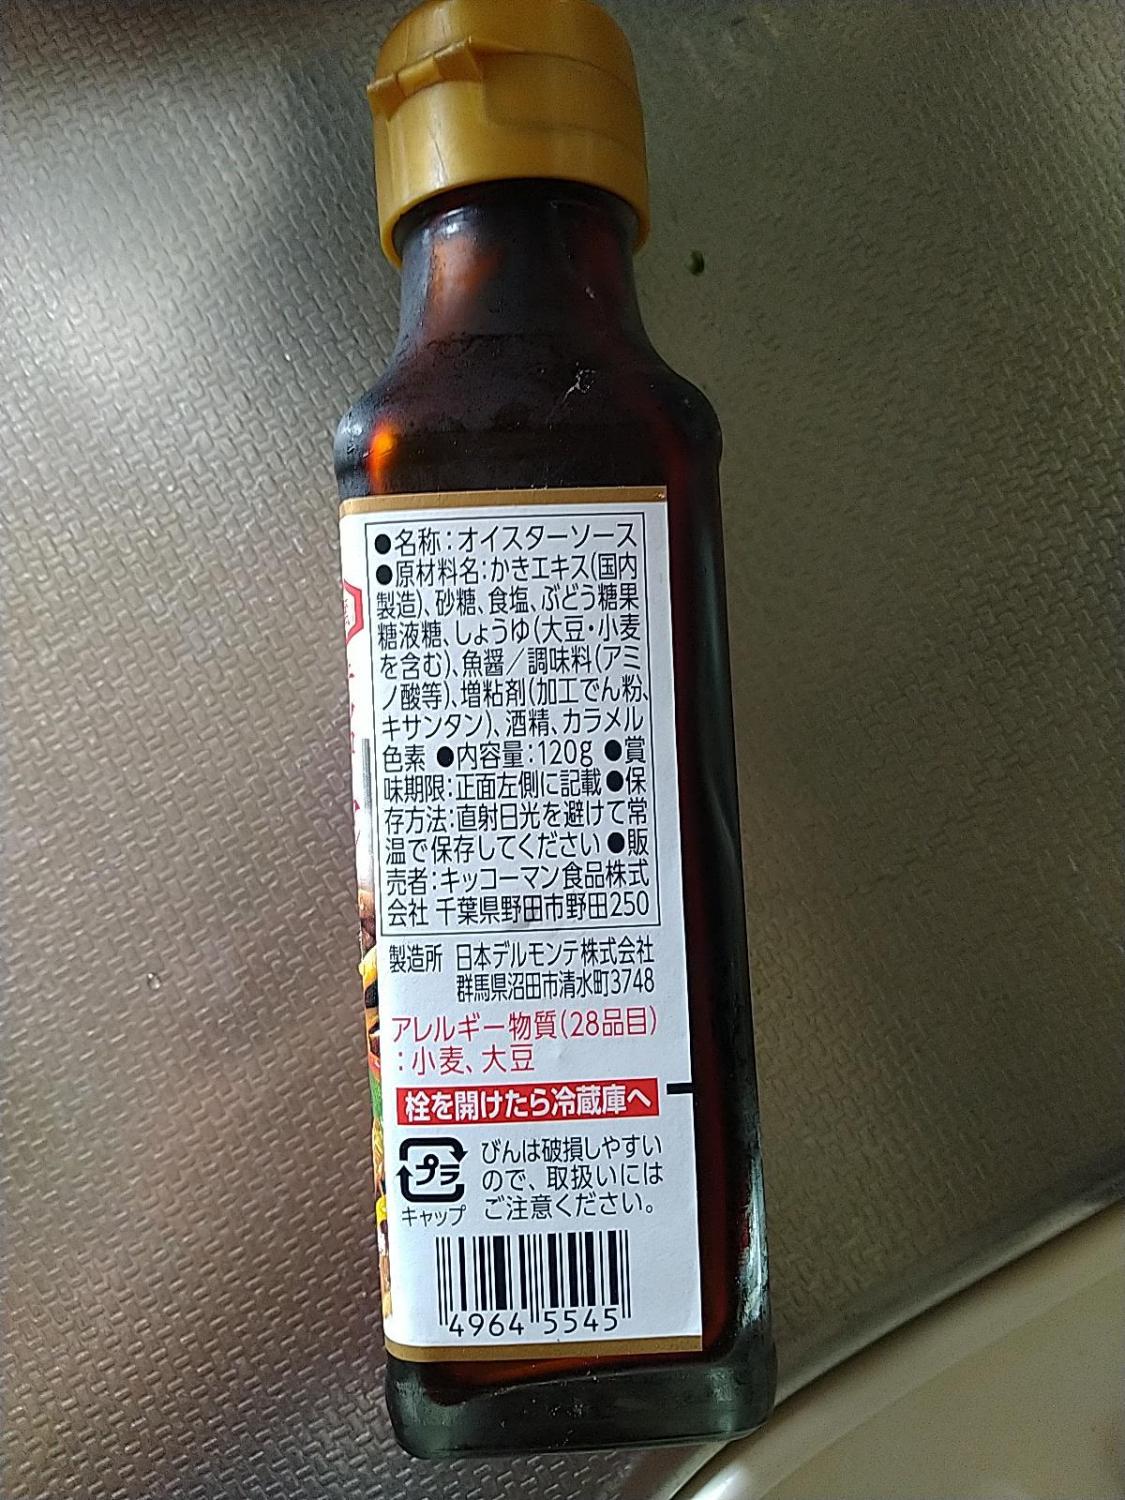 ●名称：オイスターソース
●原材料名：かきエキス(国内
製造)、砂糖、食塩、ぶどう糖果
糖液糖、しょうゆ(大豆・小麦
を含む)、魚醤／調味料(アミ
ノ酸等)、増粘剤(加工でん粉、
キサンタン)、酒精、カラメル
色素 ●内容量：120g ●賞
味期限：正面左側に記載 ●保
存方法：直射日光を避けて常
温で保存してください ●販
売者：キッコーマン食品株式
会社 千葉県野田市野田250
製造所 日本デルモンテ株式会社
群馬県沼田市清水町3748
アレルギー物質(28品目)
：小麦、大豆
栓を開けたら冷蔵庫へ
プラ
キャップ
びんは破損しやすい
ので、取扱いには
ご注意ください。
4964 5545